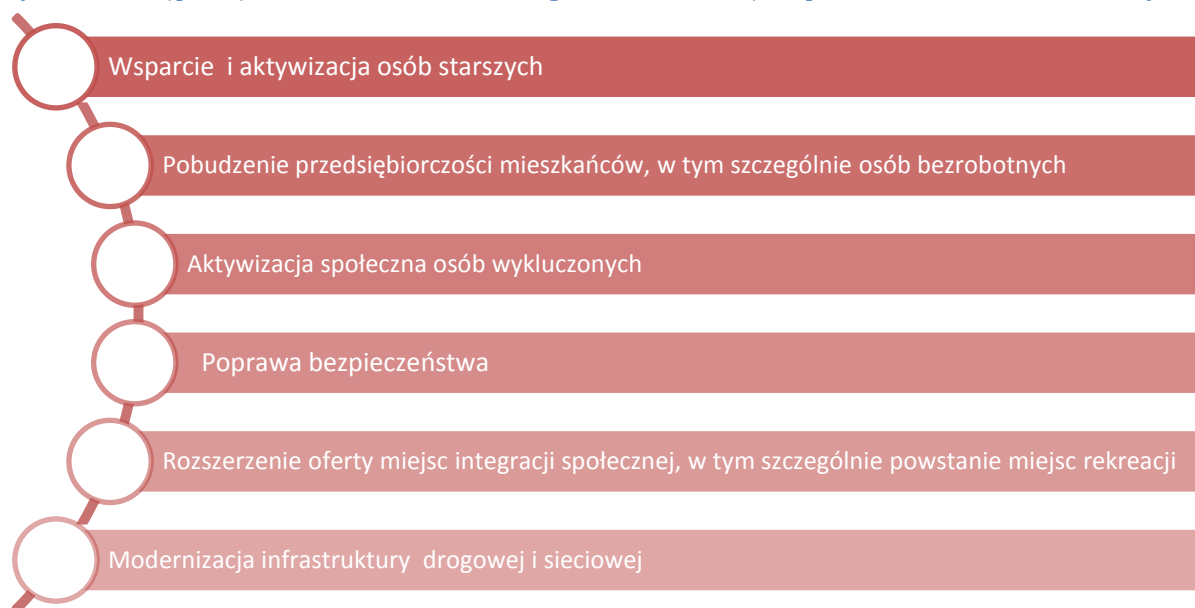 Wsparcie i aktywizacja osób starszych
Pobudzenie przedsiębiorczości mieszkańców, w tym szczególnie osób bezrobotnych
Aktywizacja społeczna osób wykluczonych
Poprawa bezpieczeństwa
Rozszerzenie oferty miejsc integracji społecznej, w tym szczególnie powstanie miejsc rekreacji
Modernizacja infrastruktury drogowej i sieciowej